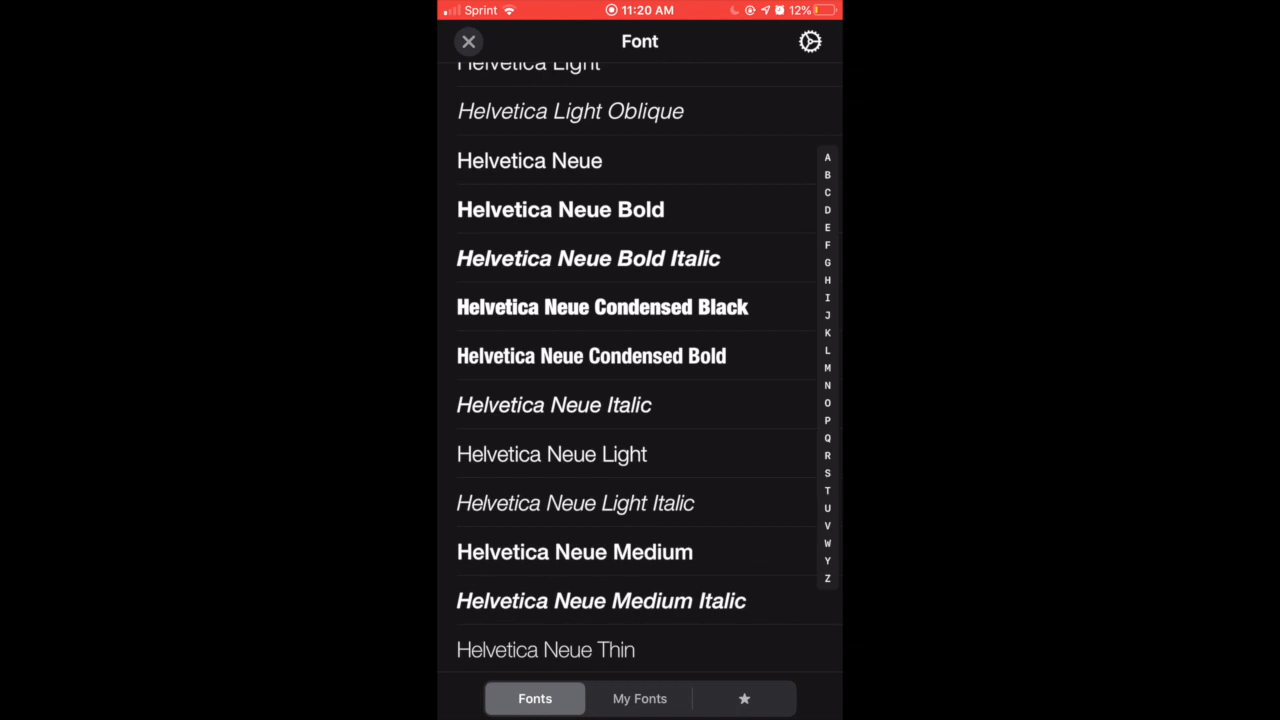 Sprint 11:20 AM 12%
Font
Helvetica Light
Helvetica Light Oblique
Helvetica Neue
Helvetica Neue Bold
Helvetica Neue Bold Italic
Helvetica Neue Condensed Black
Helvetica Neue Condensed Bold
Helvetica Neue Italic
Helvetica Neue Light
Helvetica Neue Light Italic
Helvetica Neue Medium
Helvetica Neue Medium Italic
Helvetica Neue Thin
A
B
C
D
E
F
G
H
I
J
K
L
M
N
O
P
Q
R
S
T
U
V
W
Y
Z
Fonts My Fonts